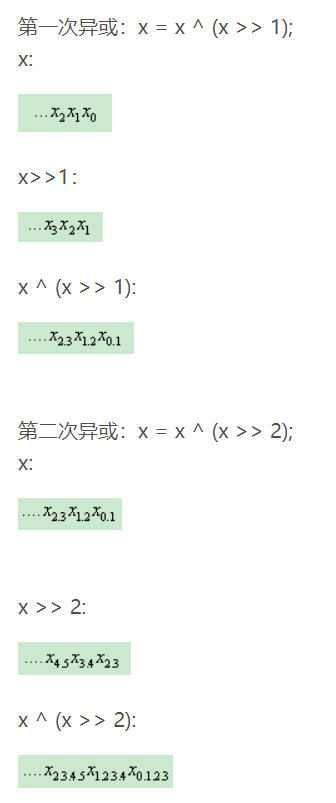 第一次异或：x = x ^ (x >> 1);
x:
...x₂x₁x₀
x>>1：
...x₃x₂x₁
x ^ (x >> 1):
....x₂.₃x₁.₂x₀.₁
第二次异或：x = x ^ (x >> 2);
x:
....x₂.₃x₁.₂x₀.₁
x >> 2:
....x₄.₅x₃.₄x₂.₃
x ^ (x >> 2):
....x₂.₃.₄.₅x₁.₂.₃.₄x₀.₁.₂.₃